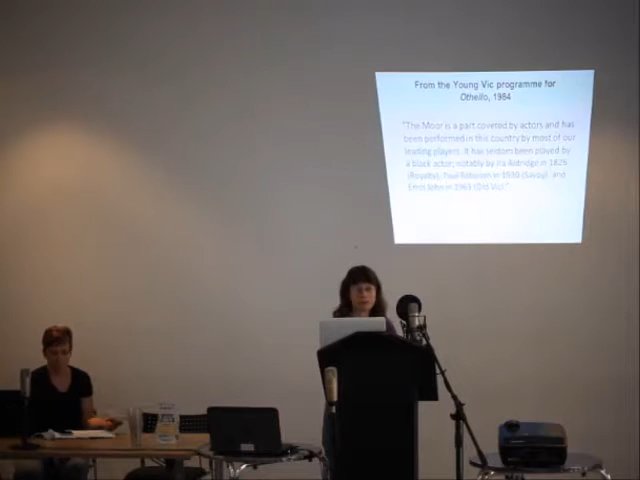 From the Young Vic programme for
Othello, 1984
"The Moor is a part coveted by actors and has
been performed in this country by most of our
leading players. It has seldom been played by
a black actor; notably by Ira Aldridge in 1825
(Royalty), Paul Robeson in 1930 (Savoy) and
Errol John in 1963 (Old Vic)"